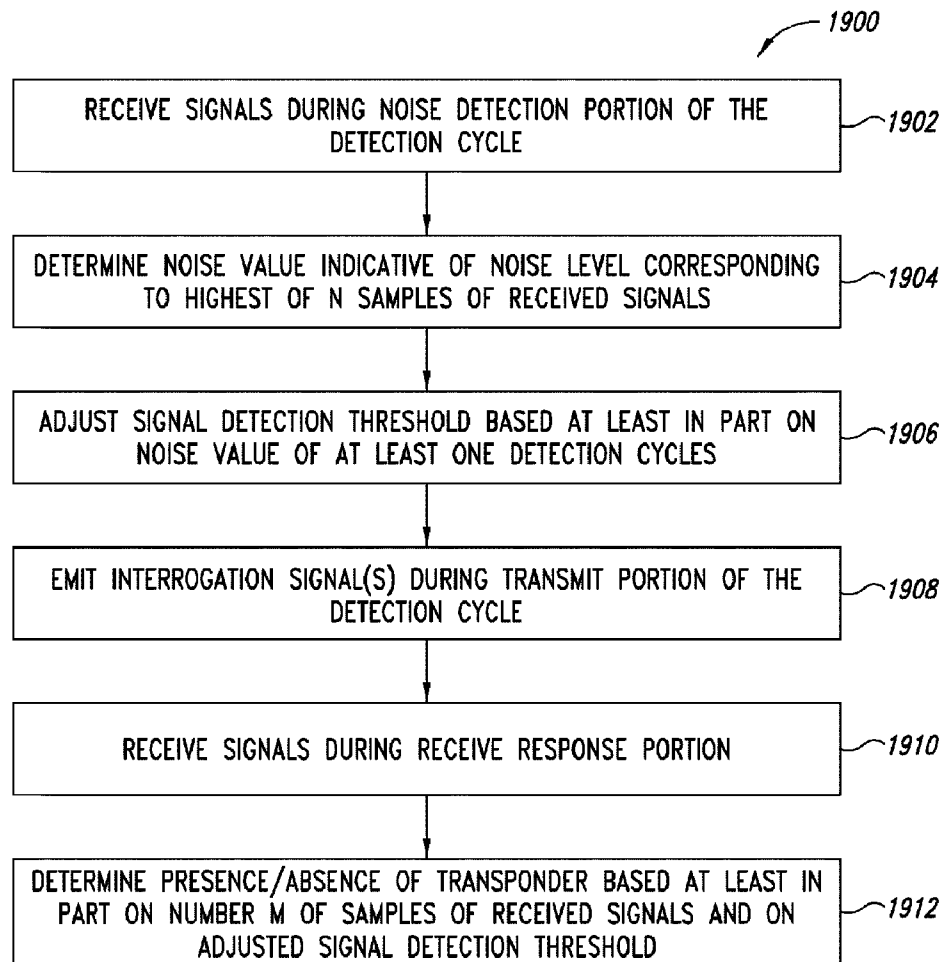 1900
RECEIVE SIGNALS DURING NOISE DETECTION PORTION OF THE
DETECTION CYCLE
1902
DETERMINE NOISE VALUE INDICATIVE OF NOISE LEVEL CORRESPONDING
TO HIGHEST OF N SAMPLES OF RECEIVED SIGNALS
1904
ADJUST SIGNAL DETECTION THRESHOLD BASED AT LEAST IN PART ON
NOISE VALUE OF AT LEAST ONE DETECTION CYCLES
1906
EMIT INTERROGATION SIGNAL(S) DURING TRANSMIT PORTION OF THE
DETECTION CYCLE
1908
RECEIVE SIGNALS DURING RECEIVE RESPONSE PORTION
1910
DETERMINE PRESENCE/ABSENCE OF TRANSPONDER BASED AT LEAST IN
PART ON NUMBER M OF SAMPLES OF RECEIVED SIGNALS AND ON
ADJUSTED SIGNAL DETECTION THRESHOLD
1912